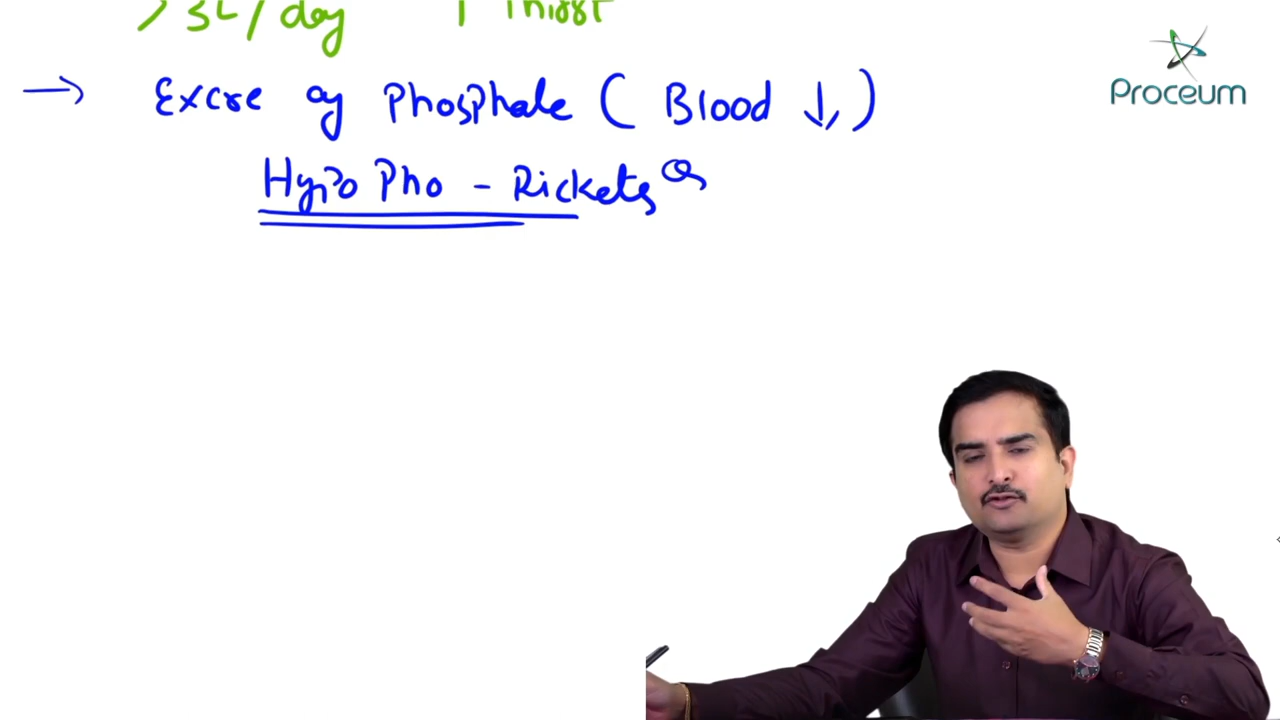 > 3L/day ↑ Thirst
Proceum
→ Excre of Phosphate ( Blood ↓, )
Hypo Pho - Rickets